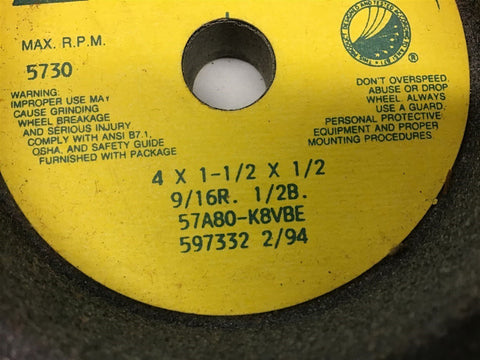 MAX. R.P.M.
5730
WARNING:
IMPROPER USE MAY
CAUSE GRINDING
WHEEL BREAKAGE
AND SERIOUS INJURY
COMPLY WITH ANSI B7.1,
OSHA, AND SAFETY GUIDE
FURNISHED WITH PACKAGE
®
DON'T OVERSPEED,
ABUSE OR DROP
WHEEL. ALWAYS
USE A GUARD,
PERSONAL PROTECTIVE
EQUIPMENT AND PROPER
MOUNTING PROCEDURES.
4 X 1-1/2 X 1/2
9/16R. 1/2B.
57A80-K8VBE
597332 2/94